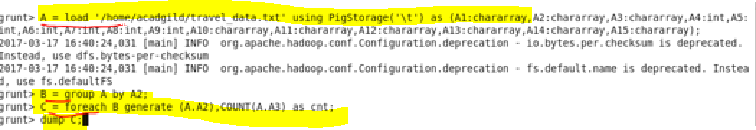 grunt> A = load '/home/acadgild/travel_data.txt' using PigStorage('\t') as (A1:chararray,A2:chararray,A3:chararray,A4:int,A5:
int,A6:int,A7:int,A8:int,A9:int,A10:chararray,A11:chararray,A12:chararray,A13:chararray,A14:chararray,A15:chararray);
2017-03-17 16:40:24,031 [main] INFO  org.apache.hadoop.conf.Configuration.deprecation - io.bytes.per.checksum is deprecated.
Instead, use dfs.bytes-per-checksum
2017-03-17 16:40:24,031 [main] INFO  org.apache.hadoop.conf.Configuration.deprecation - fs.default.name is deprecated. Instea
d, use fs.defaultFS
grunt> B = group A by A2;
grunt> C = foreach B generate (A.A2),COUNT(A.A3) as cnt;
grunt> dump C;